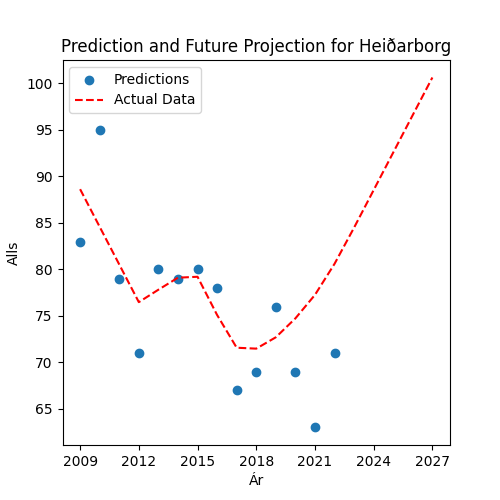 Prediction and Future Projection for Heiðarborg
Predictions
Actual Data
100
95
90
85
80
75
70
65
Alls
2009 2012 2015 2018 2021 2024 2027
Ár